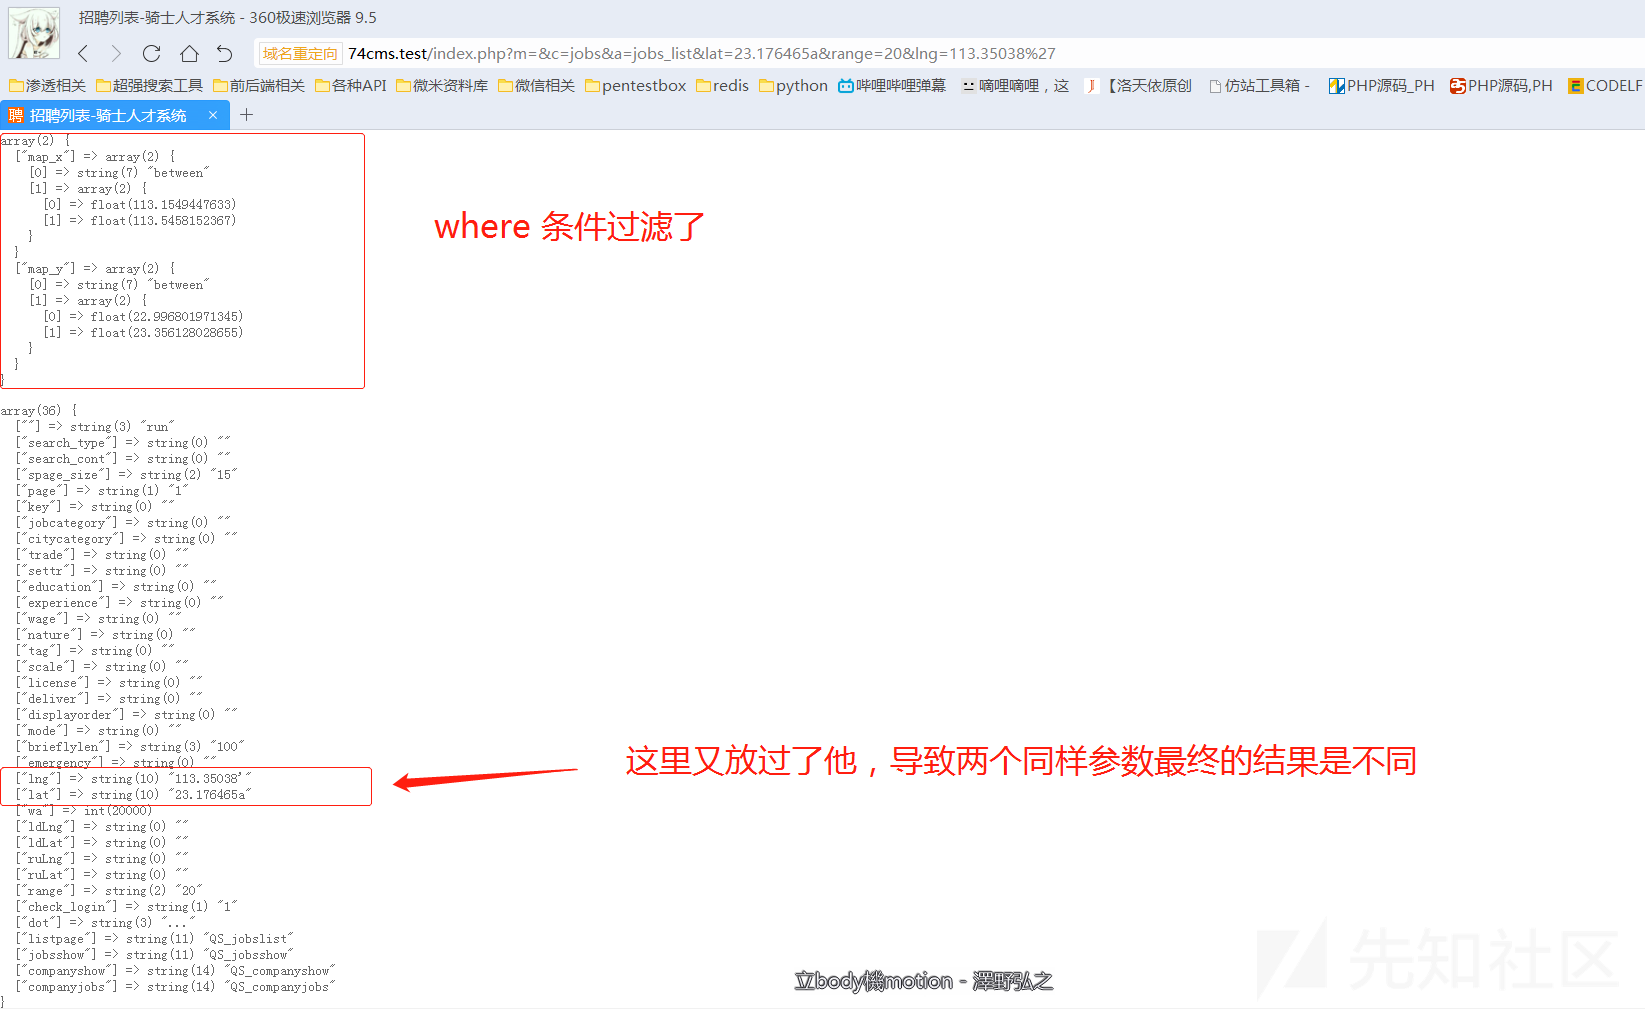 招聘列表-骑士人才系统 - 360极速浏览器 9.5
域名重定向 74cms.test/index.php?m=&c=jobs&a=jobs_list&lat=23.176465a&range=20&lng=113.35038%27
渗透相关 超强搜索工具 前后端相关 各种API 微米资料库 微信相关 pentestbox redis python 哔哩哔哩弹幕 嘀哩嘀哩，这 【洛天依原创 仿站工具箱 - PHP源码_PH PHP源码,PH CODELF
招聘列表-骑士人才系统 ×
array(2) {
["map_x"] => array(2) {
[0] => string(7) "between"
[1] => array(2) {
[0] => float(113.1549447633)
[1] => float(113.5458152367)
}
}
["map_y"] => array(2) {
[0] => string(7) "between"
[1] => array(2) {
[0] => float(22.996801971345)
[1] => float(23.356128028655)
}
}
}
where 条件过滤了
array(36) {
[""] => string(3) "run"
["search_type"] => string(0) ""
["search_cont"] => string(0) ""
["spage_size"] => string(2) "15"
["page"] => string(1) "1"
["key"] => string(0) ""
["jobcategory"] => string(0) ""
["citycategory"] => string(0) ""
["trade"] => string(0) ""
["settr"] => string(0) ""
["education"] => string(0) ""
["experience"] => string(0) ""
["wage"] => string(0) ""
["nature"] => string(0) ""
["tag"] => string(0) ""
["scale"] => string(0) ""
["license"] => string(0) ""
["deliver"] => string(0) ""
["displayorder"] => string(0) ""
["mode"] => string(0) ""
["brieflylen"] => string(3) "100"
["emergency"] => string(0) ""
["lng"] => string(10) "113.35038'"
["lat"] => string(10) "23.176465a"
["wa"] => int(20000)
["ldLng"] => string(0) ""
["ldLat"] => string(0) ""
["ruLng"] => string(0) ""
["ruLat"] => string(0) ""
["range"] => string(2) "20"
["check_login"] => string(1) "1"
["dot"] => string(3) "..."
["listpage"] => string(11) "QS_jobslist"
["jobsshow"] => string(11) "QS_jobsshow"
["companyshow"] => string(14) "QS_companyshow"
["companyjobs"] => string(14) "QS_companyjobs"
}
这里又放过了他，导致两个同样参数最终的结果是不同
立body機motion - 澤野弘之
先知社区